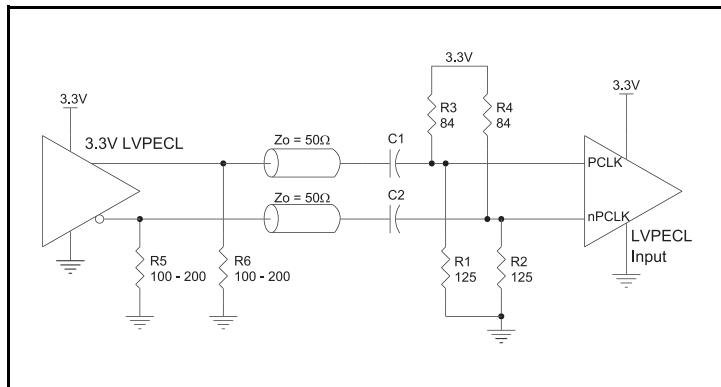 3.3V
3.3V
3.3V
R3
84
R4
84
3.3V LVPECL
Zo = 50Ω
C1
PCLK
Zo = 50Ω
C2
nPCLK
LVPECL
Input
R5
100 - 200
R6
100 - 200
R1
125
R2
125